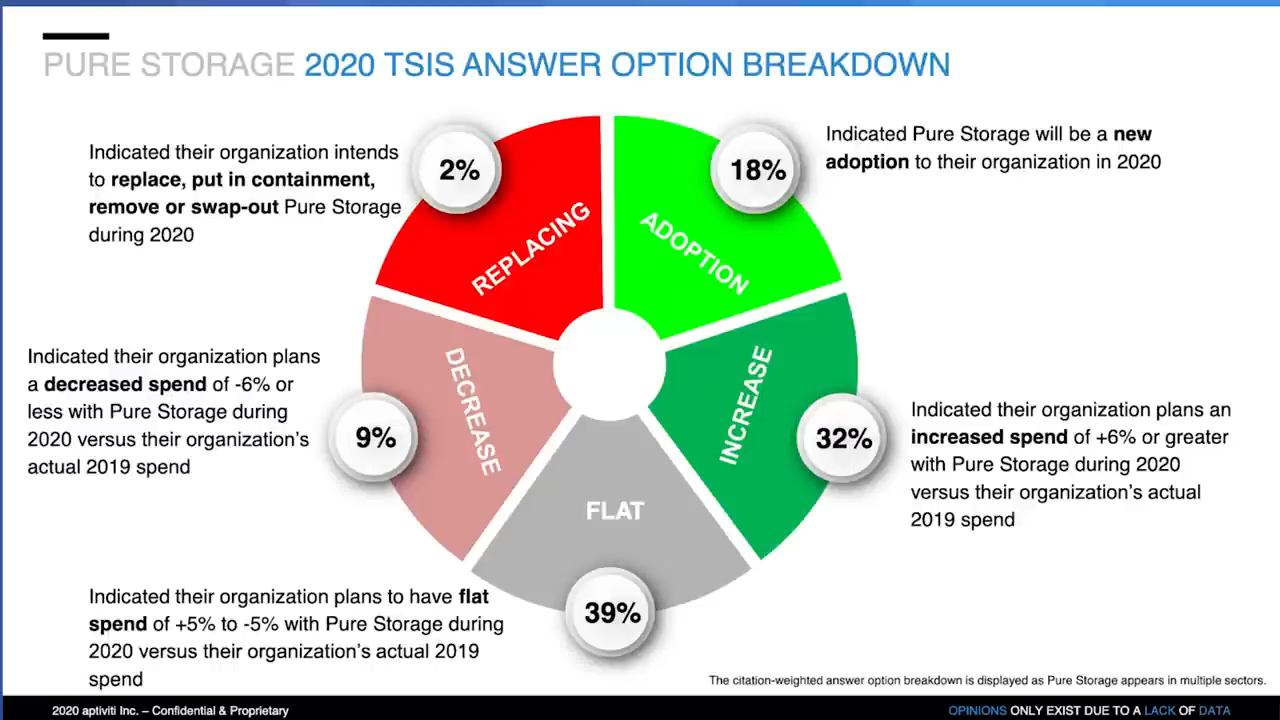 PURE STORAGE 2020 TSIS ANSWER OPTION BREAKDOWN
Indicated their organization intends
to replace, put in containment,
remove or swap-out Pure Storage
during 2020
2%
REPLACING
18%
ADOPTION
Indicated Pure Storage will be a new
adoption to their organization in 2020
Indicated their organization plans
a decreased spend of -6% or
less with Pure Storage during
2020 versus their organization's
actual 2019 spend
9%
DECREASE
INCREASE
32%
Indicated their organization plans an
increased spend of +6% or greater
with Pure Storage during 2020
versus their organization's actual
2019 spend
FLAT
39%
Indicated their organization plans to have flat
spend of +5% to -5% with Pure Storage during
2020 versus their organization's actual 2019
spend
The citation-weighted answer option breakdown is displayed as Pure Storage appears in multiple sectors.
2020 aptiviti Inc. – Confidential & Proprietary
OPINIONS ONLY EXIST DUE TO A LACK OF DATA